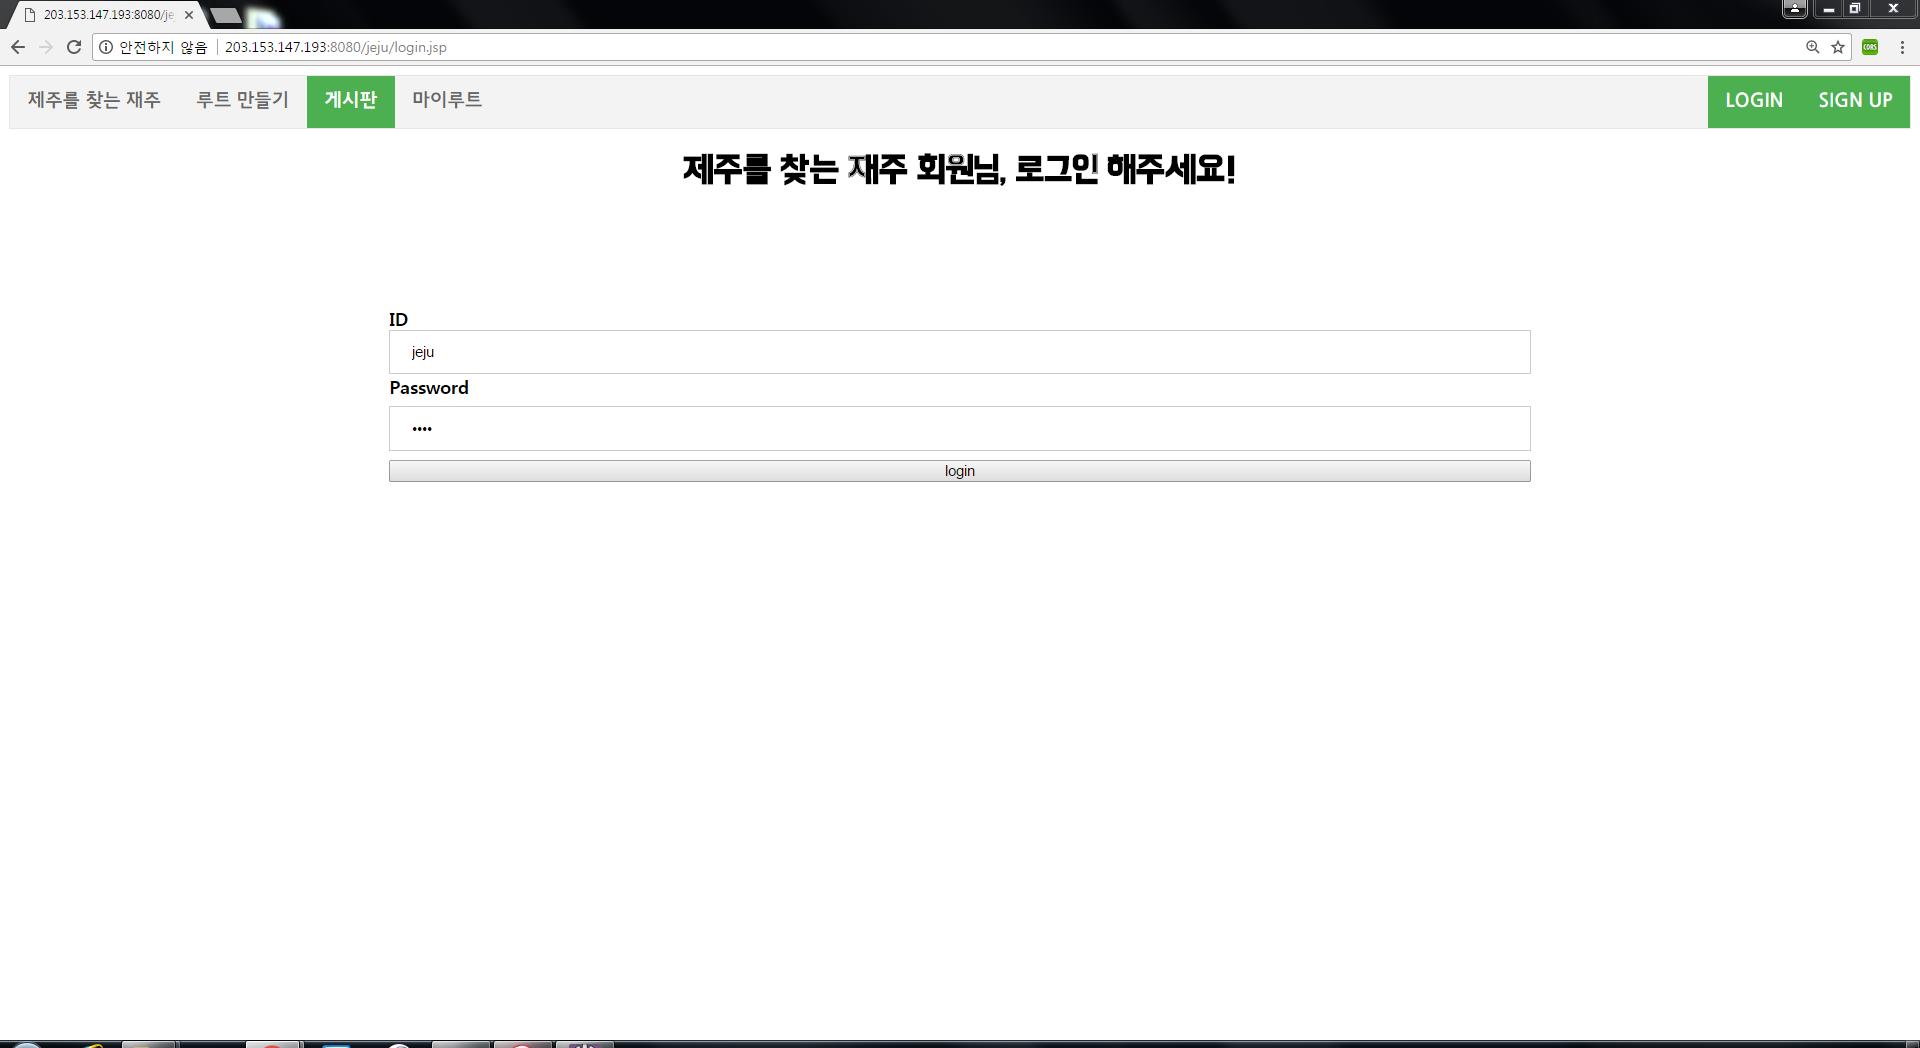 203.153.147.193:8080/je
안전하지 않음 203.153.147.193:8080/jeju/login.jsp
CORS
제주를 찾는 재주 루트 만들기 게시판 마이루트 LOGIN SIGN UP
제주를 찾는 재주 회원님, 로그인 해주세요!
ID
jeju
Password
••••
login